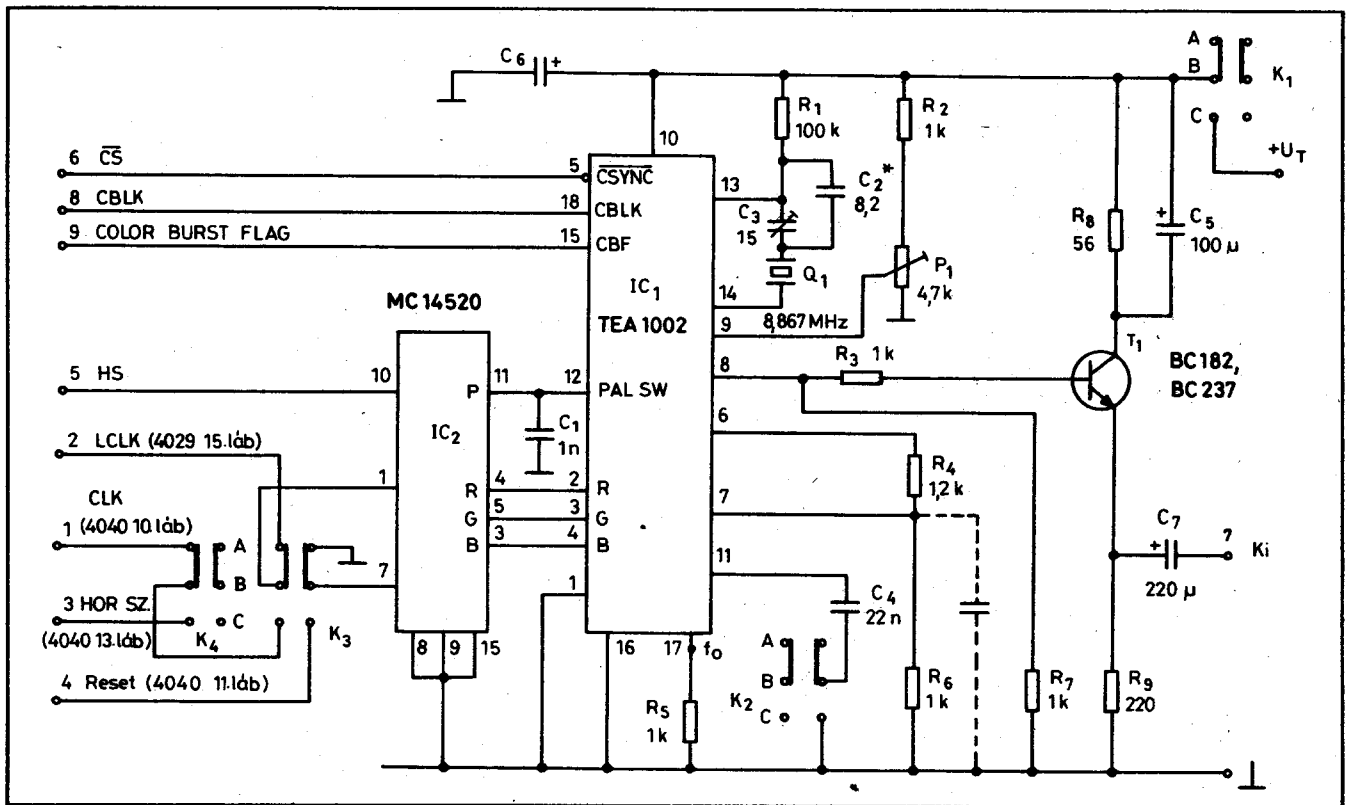 C6 +
A
B
C
K1
+UT
10
R1
100 k
R2
1k
6 CS
5 CSYNC
8 CBLK
18 CBLK
9 COLOR BURST FLAG
15 CBF
13
C2*
8,2
C3
15
Q1
14
8,867 MHz
9
P1
4,7k
R8
56
+
C5
100 µ
IC1
TEA 1002
MC 14520
T1
BC182,
BC 237
5 HS
10
P 11
12 PAL SW
8
R3 1k
IC2
C1
1n
6
R4
1,2 k
2 LCLK (4029 15.láb)
1
R 4
2 R
G 5
3 G
B 3
4 B
7
CLK
1 (4040 10.láb)
A
B
C
7
K4
K3
3 HOR SZ.
(4040 13.láb)
4 Reset (4040 11.láb)
8 9 15
1
16
17 fo
11
C4
22 n
A
B
C
K2
R5
1k
R6
1k
R7
1k
R9
220
+
C7
220 µ
7
Ki